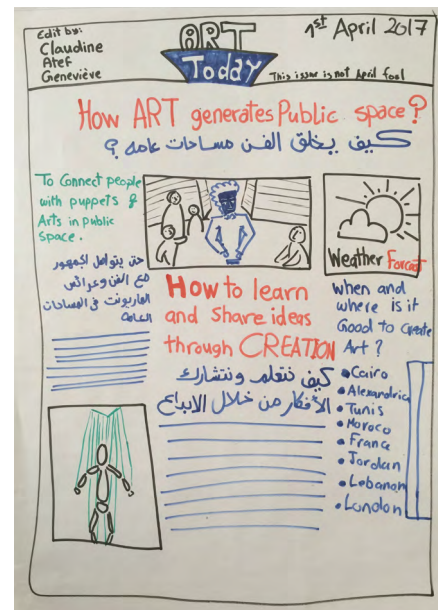 Edit by:
Claudine
Atef
Geneviève
ART
Today
1st April 2017
This issue is not April fool
How ART generates Public space?
كيف يخلق الفن مساحات عامه ؟
To Connect people
with puppets &
Arts in public
space.
حتى يتواصل الجمهور
مع الفن وعرائس
الماريونت في المساحات
العامة
Weather Forcast
How to learn
and share ideas
through CREATION
كيف نتعلم ونتشارك
الأفكار من خلال الابداع
When and
where is it
Good to create
Art?
•Cairo
•Alexandria
•Tunis
•Moroco
•France
•Jordan
•Lebanon
•London